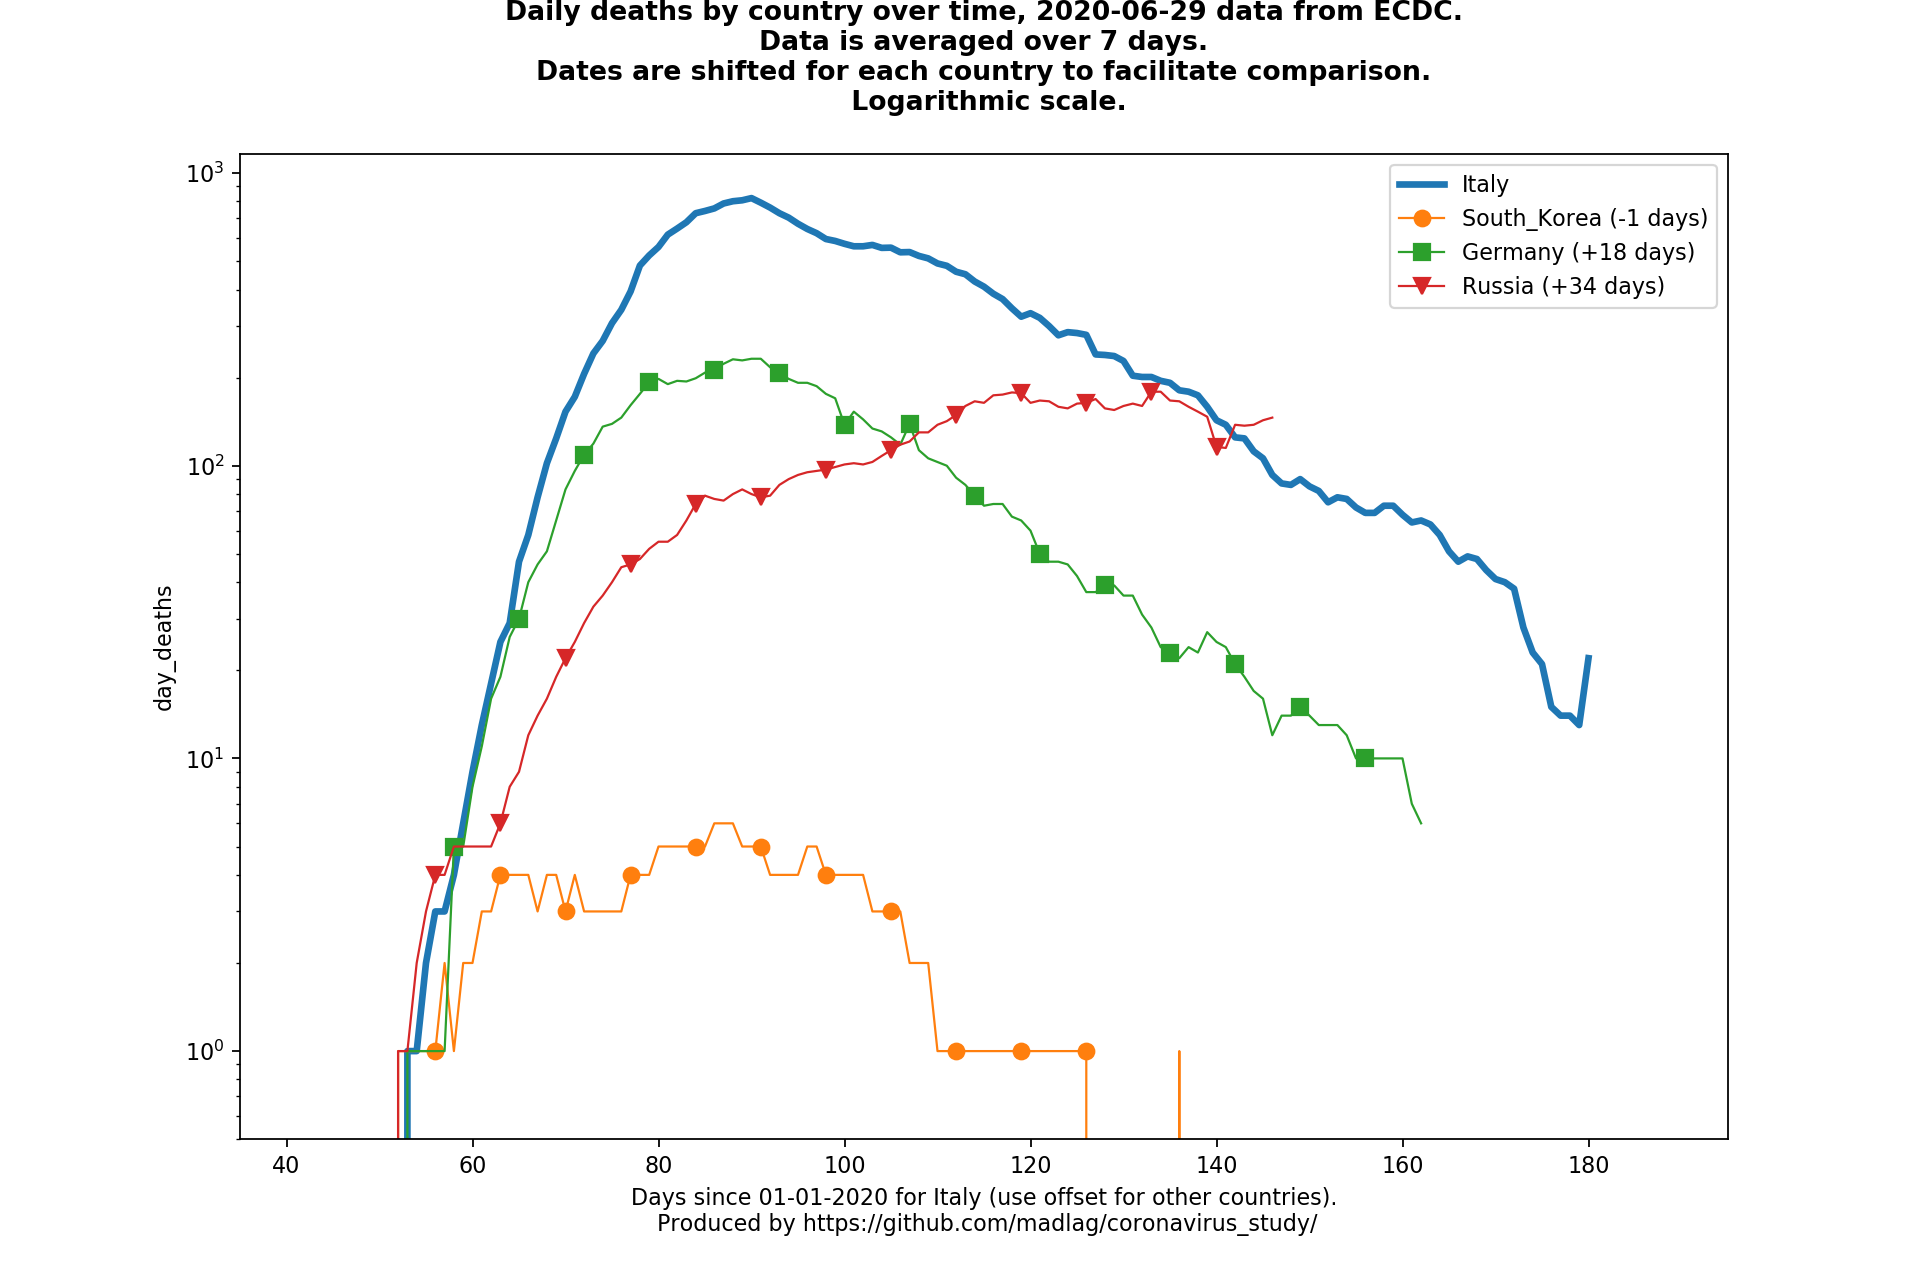 Daily deaths by country over time, 2020-06-29 data from ECDC.
Data is averaged over 7 days.
Dates are shifted for each country to facilitate comparison.
Logarithmic scale.
10³
10²
10¹
10⁰
day_deaths
Italy
South_Korea (-1 days)
Germany (+18 days)
Russia (+34 days)
40 60 80 100 120 140 160 180
Days since 01-01-2020 for Italy (use offset for other countries).
Produced by https://github.com/madlag/coronavirus_study/